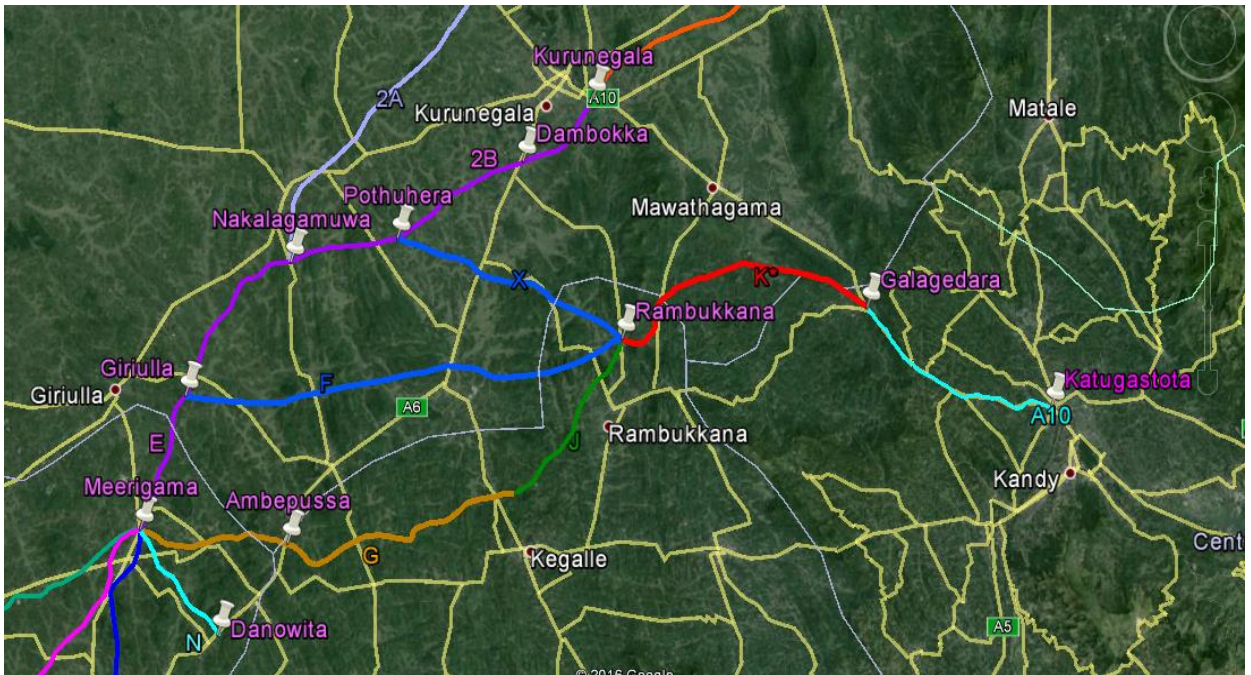 Kurunegala
2A
A10
Kurunegala
Matale
Dambokka
2B
Pothuhera
Mawathagama
Nakalagamuwa
X
K*
Galagedara
Rambukkana
Giriulla
Giriulla
F
A6
Katugastota
A10
E
J
Rambukkana
Meerigama
Ambepussa
Kandy
G
Kegalle
Cent
N
Danowita
A5
© 2016 Google